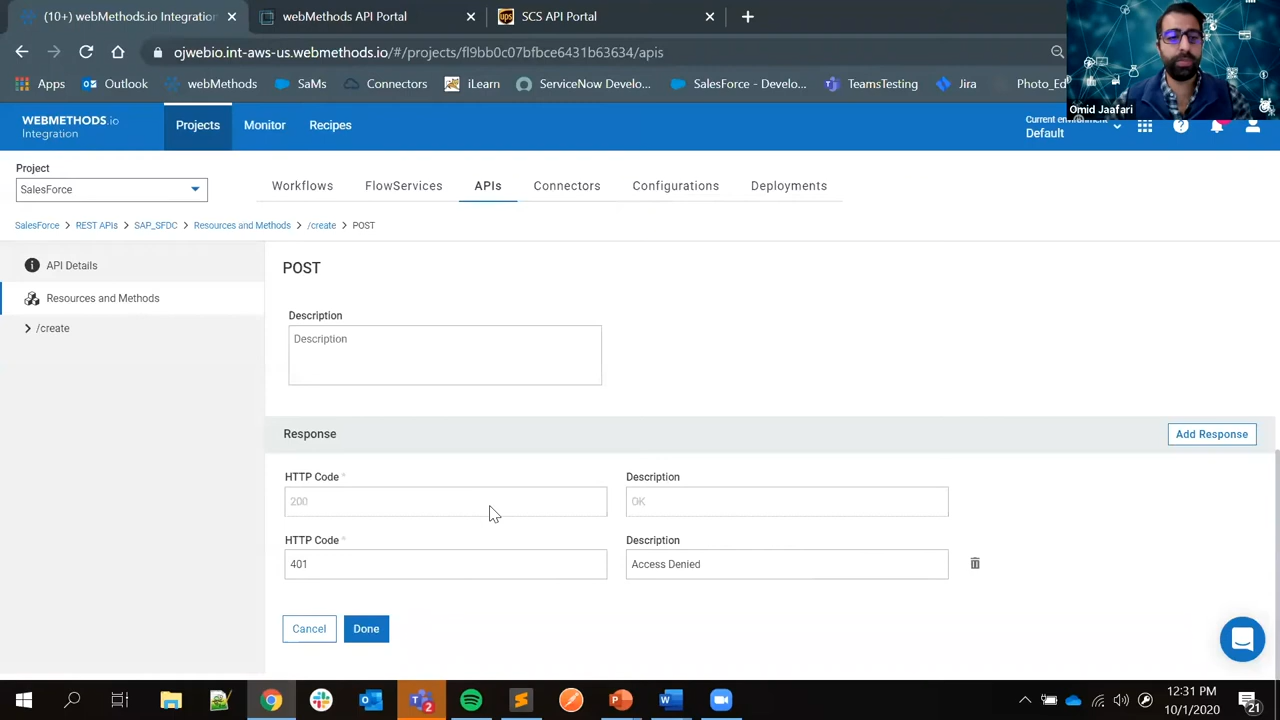 (10+) webMethods.io Integration
webMethods API Portal
SCS API Portal
ojwebio.int-aws-us.webmethods.io/#/projects/fl9bb0c07bfbce6431b63634/apis
Apps
Outlook
webMethods
SaMs
Connectors
iLearn
ServiceNow Develo...
SalesForce - Develo...
TeamsTesting
Jira
Photo_Ed
Omid Jaafari
WEBMETHODS.io
Integration
Projects
Monitor
Recipes
Current environment
Default
Project
SalesForce
Workflows
FlowServices
APIs
Connectors
Configurations
Deployments
SalesForce > REST APIs > SAP_SFDC > Resources and Methods > /create > POST
API Details
Resources and Methods
/create
POST
Description
Description
Response
Add Response
HTTP Code *
Description
200
OK
HTTP Code *
Description
401
Access Denied
Cancel
Done
2
12:31 PM
10/1/2020
21